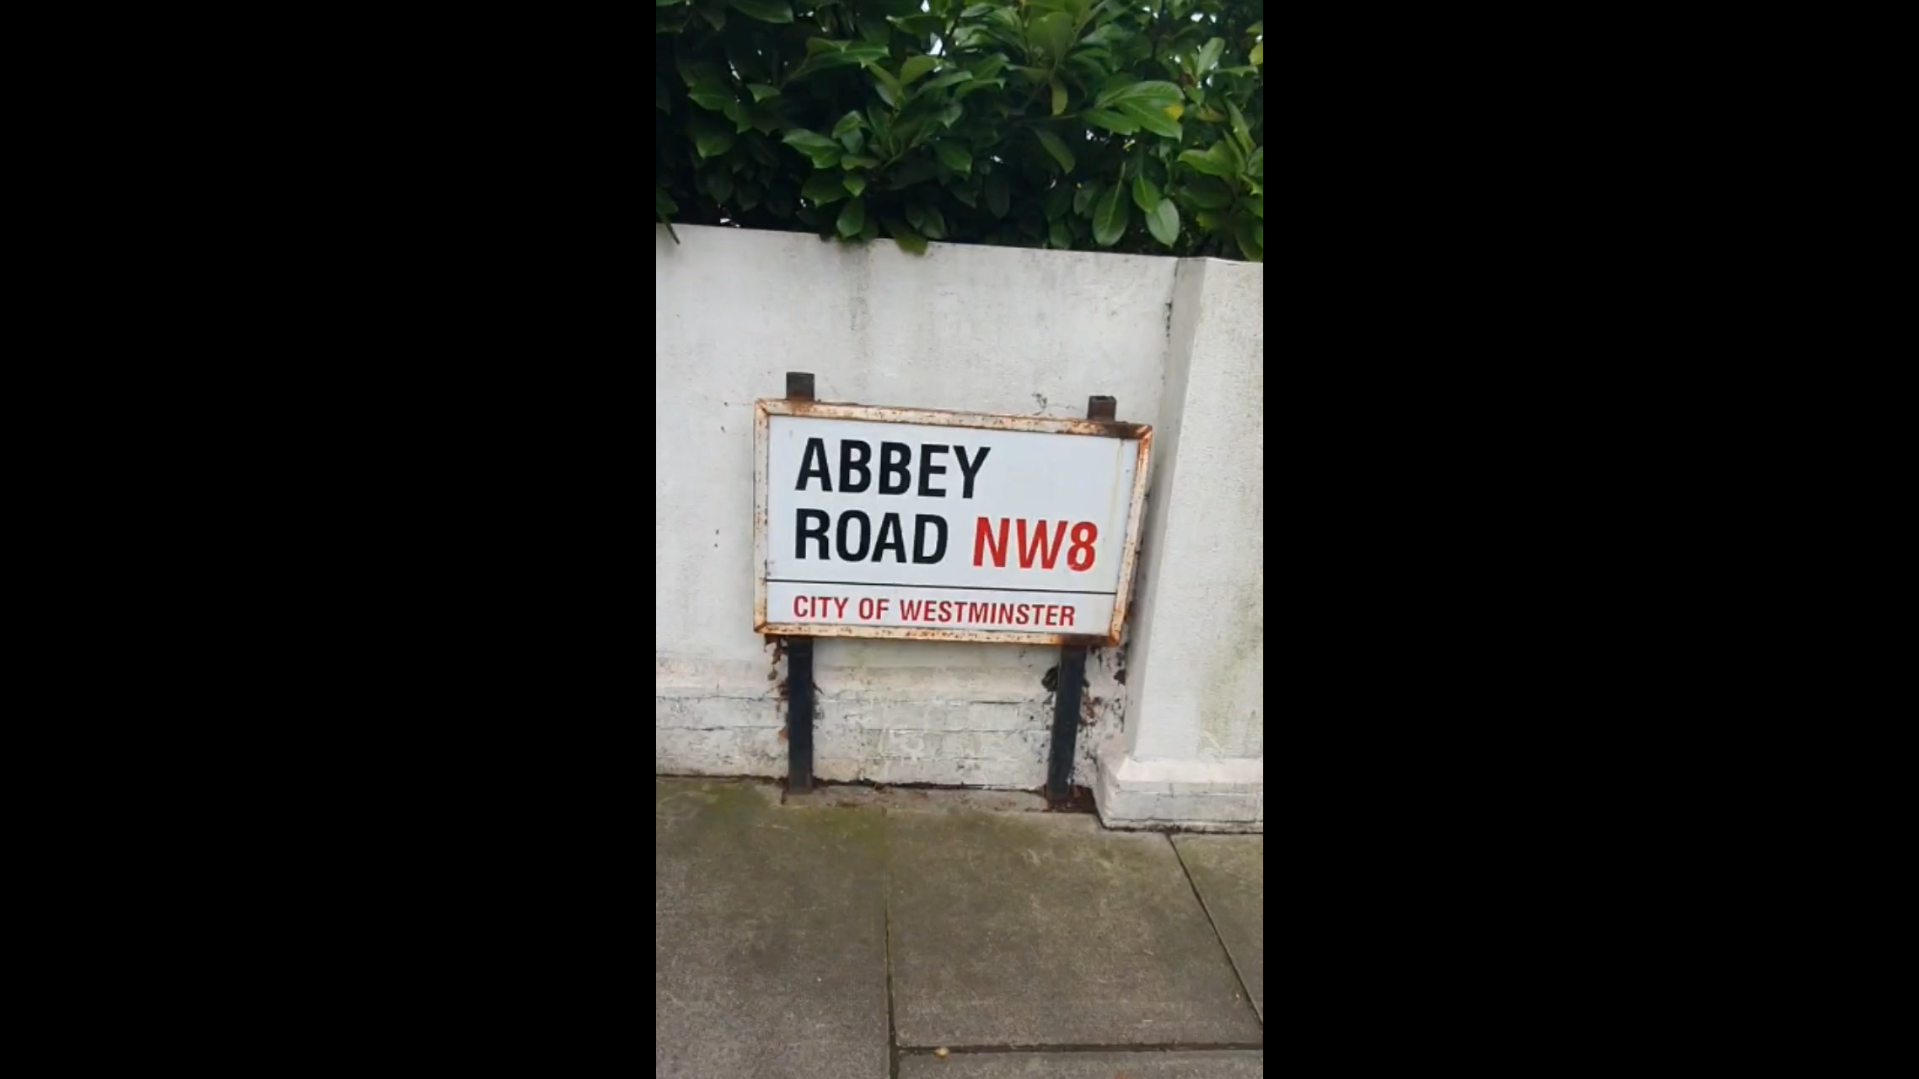 ABBEY
ROAD NW8
CITY OF WESTMINSTER